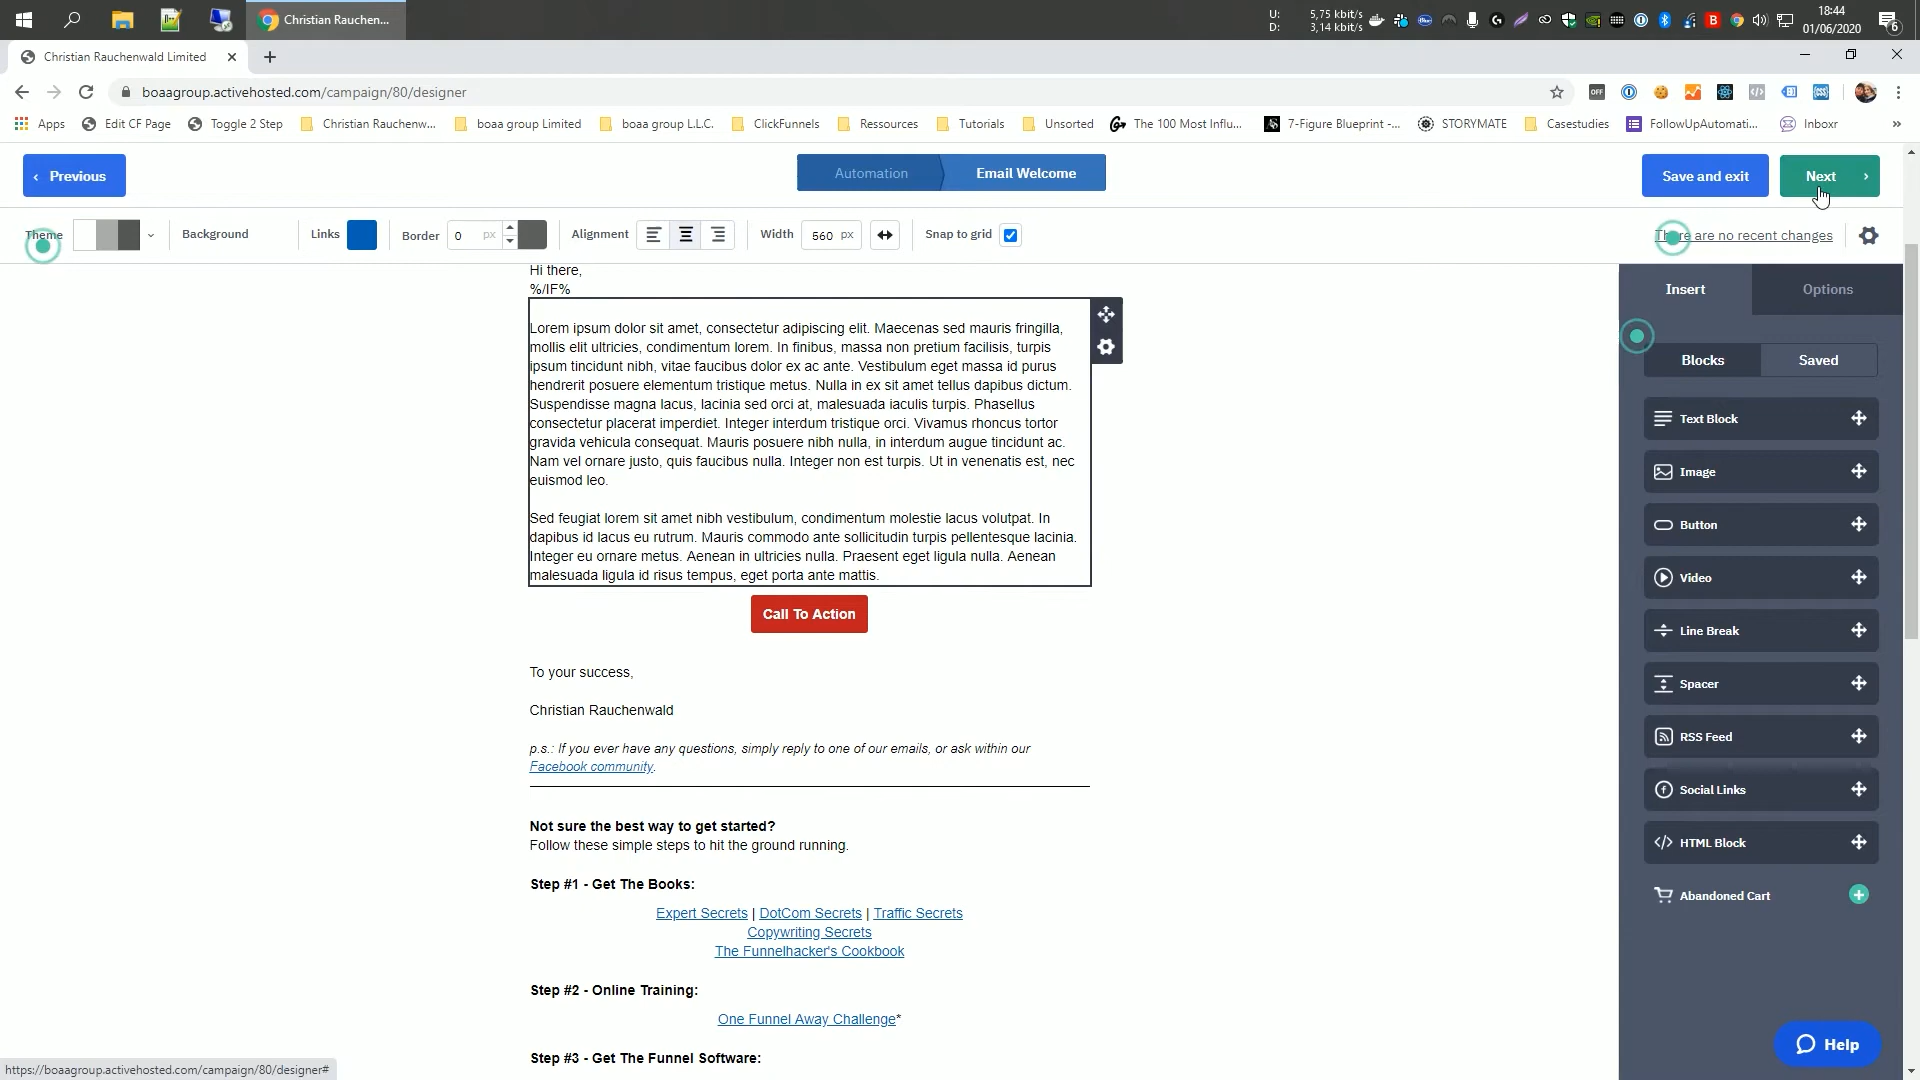 Christian Rauchen...
U: 5,75 kbit/s
D: 3,14 kbit/s
18:44
01/06/2020
6
Christian Rauchenwald Limited
boaagroup.activehosted.com/campaign/80/designer
OFF
Apps
Edit CF Page
Toggle 2 Step
Christian Rauchenw...
boaa group Limited
boaa group L.L.C.
ClickFunnels
Ressources
Tutorials
Unsorted
The 100 Most Influ...
7-Figure Blueprint -...
STORYMATE
Casestudies
FollowUpAutomati...
Inboxr
Previous
Automation
Email Welcome
Save and exit
Next
Theme
Background
Links
Border
0 px
Alignment
Width
560 px
Snap to grid
There are no recent changes
Hi there,
%/IF%
Lorem ipsum dolor sit amet, consectetur adipiscing elit. Maecenas sed mauris fringilla,
mollis elit ultricies, condimentum lorem. In finibus, massa non pretium facilisis, turpis
ipsum tincidunt nibh, vitae faucibus dolor ex ac ante. Vestibulum eget massa id purus
hendrerit posuere elementum tristique metus. Nulla in ex sit amet tellus dapibus dictum.
Suspendisse magna lacus, lacinia sed orci at, malesuada iaculis turpis. Phasellus
consectetur placerat imperdiet. Integer interdum tristique orci. Vivamus rhoncus tortor
gravida vehicula consequat. Mauris posuere nibh nulla, in interdum augue tincidunt ac.
Nam vel ornare justo, quis faucibus nulla. Integer non est turpis. Ut in venenatis est, nec
euismod leo.
Sed feugiat lorem sit amet nibh vestibulum, condimentum molestie lacus volutpat. In
dapibus id lacus eu rutrum. Mauris commodo ante sollicitudin turpis pellentesque lacinia.
Integer eu ornare metus. Aenean in ultricies nulla. Praesent eget ligula nulla. Aenean
malesuada ligula id risus tempus, eget porta ante mattis.
Call To Action
To your success,
Christian Rauchenwald
p.s.: If you ever have any questions, simply reply to one of our emails, or ask within our
Facebook community.
Not sure the best way to get started?
Follow these simple steps to hit the ground running.
Step #1 - Get The Books:
Expert Secrets | DotCom Secrets | Traffic Secrets
Copywriting Secrets
The Funnelhacker's Cookbook
Step #2 - Online Training:
One Funnel Away Challenge*
Step #3 - Get The Funnel Software:
Insert
Options
Blocks
Saved
Text Block
Image
Button
Video
Line Break
Spacer
RSS Feed
Social Links
HTML Block
Abandoned Cart
Help
https://boaagroup.activehosted.com/campaign/80/designer#